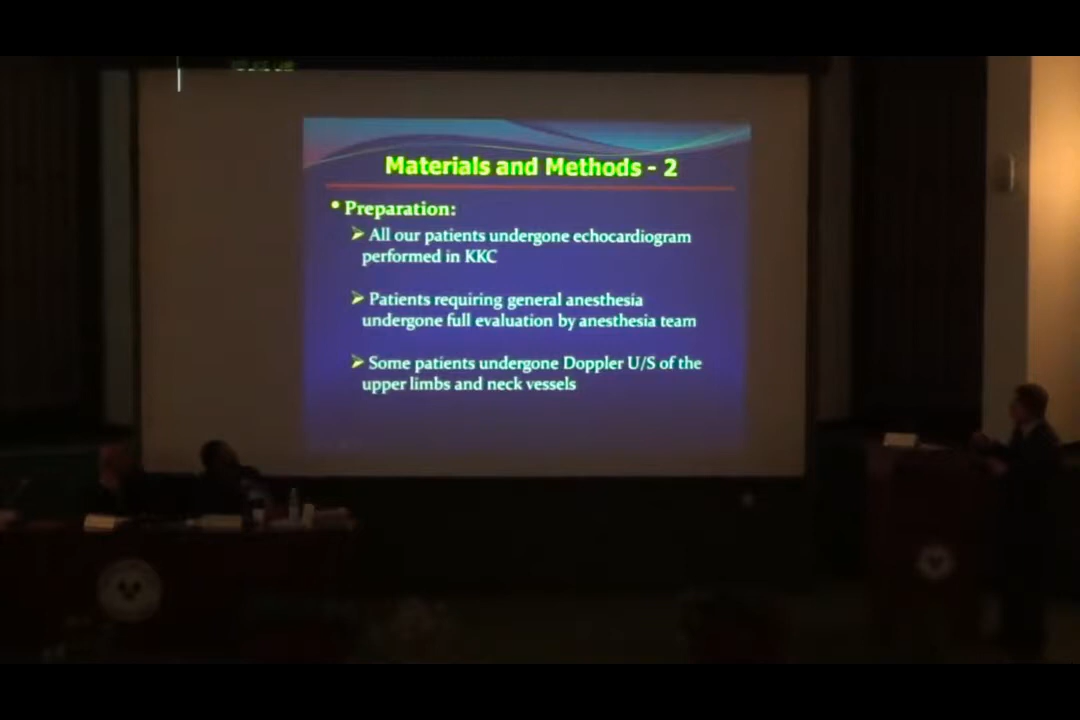 Materials and Methods - 2
• Preparation:
➢ All our patients undergone echocardiogram
performed in KKC
➢ Patients requiring general anesthesia
undergone full evaluation by anesthesia team
➢ Some patients undergone Doppler U/S of the
upper limbs and neck vessels